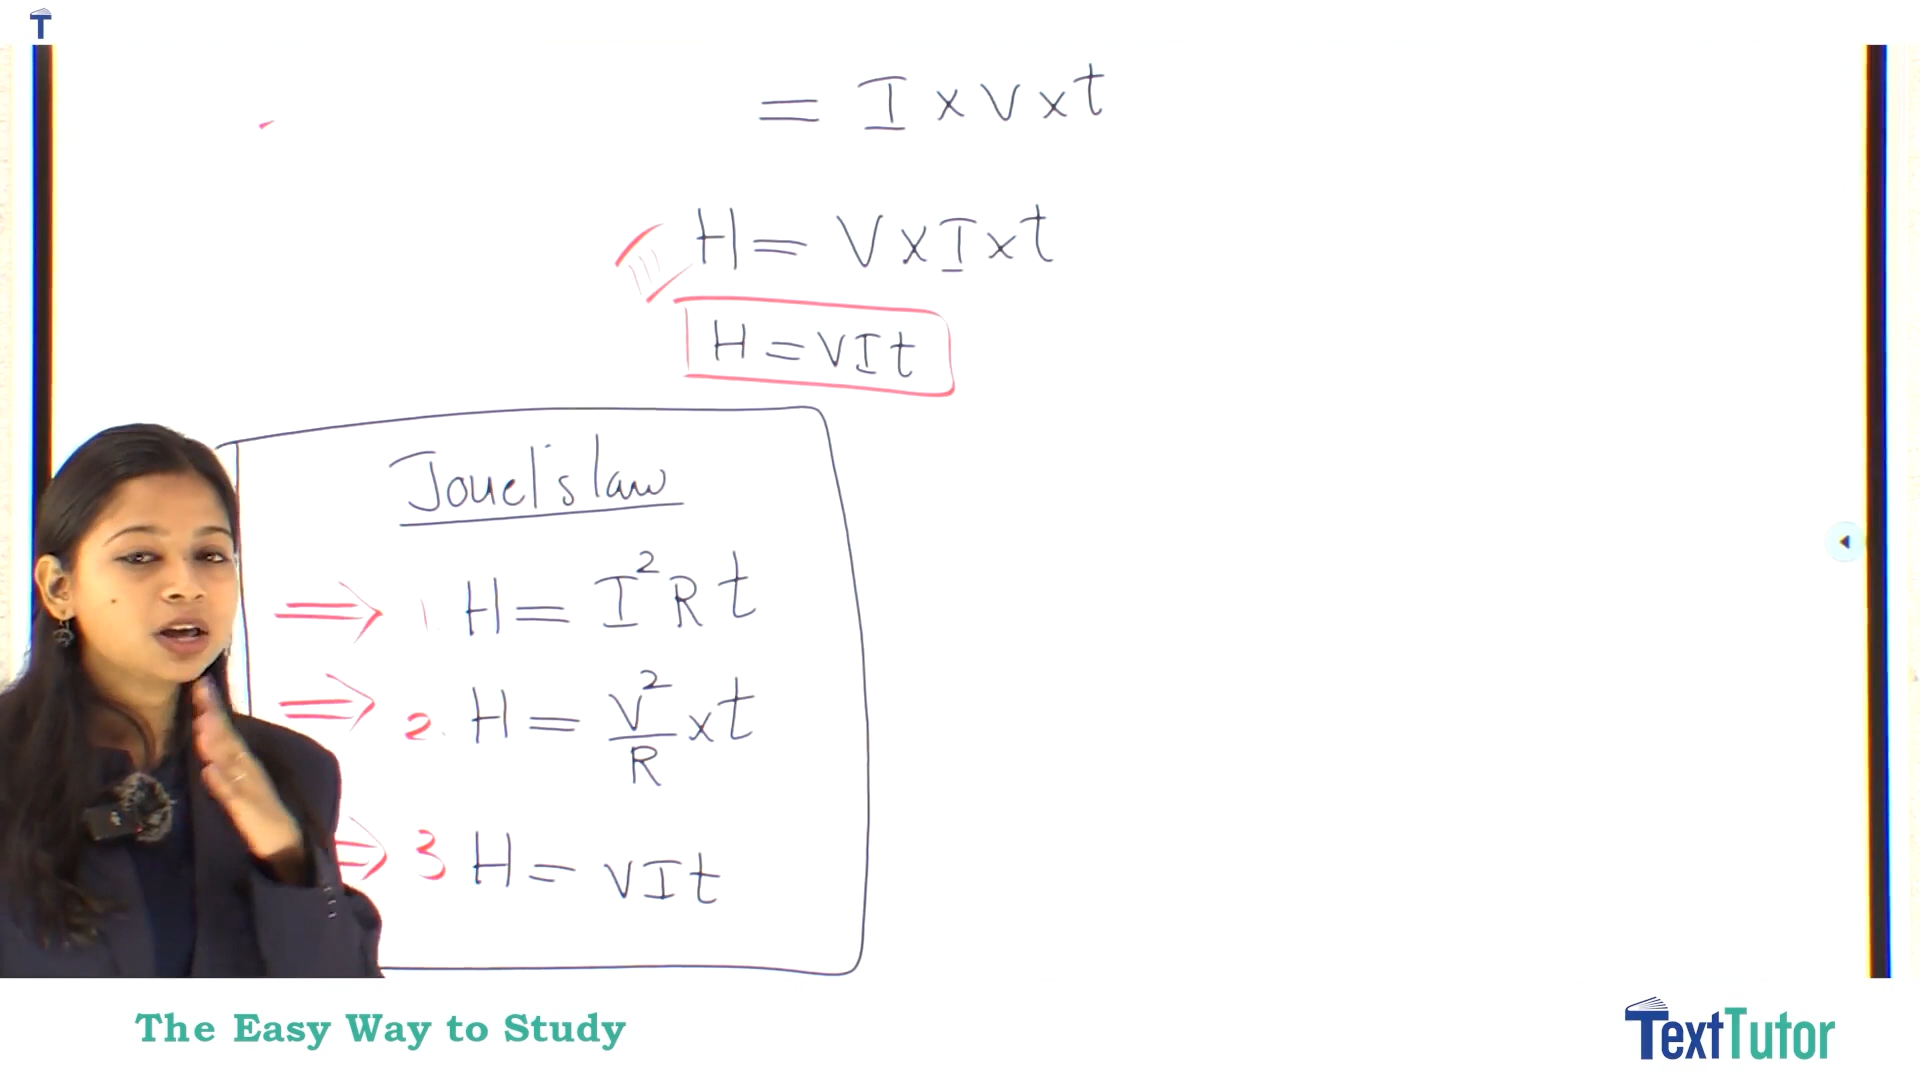 T
= I x V x t
H = V x I x t
H = VIt
Jouel's law
1. H = I²Rt
2. H = V²/R x t
3 H = VIt
The Easy Way to Study
TextTutor